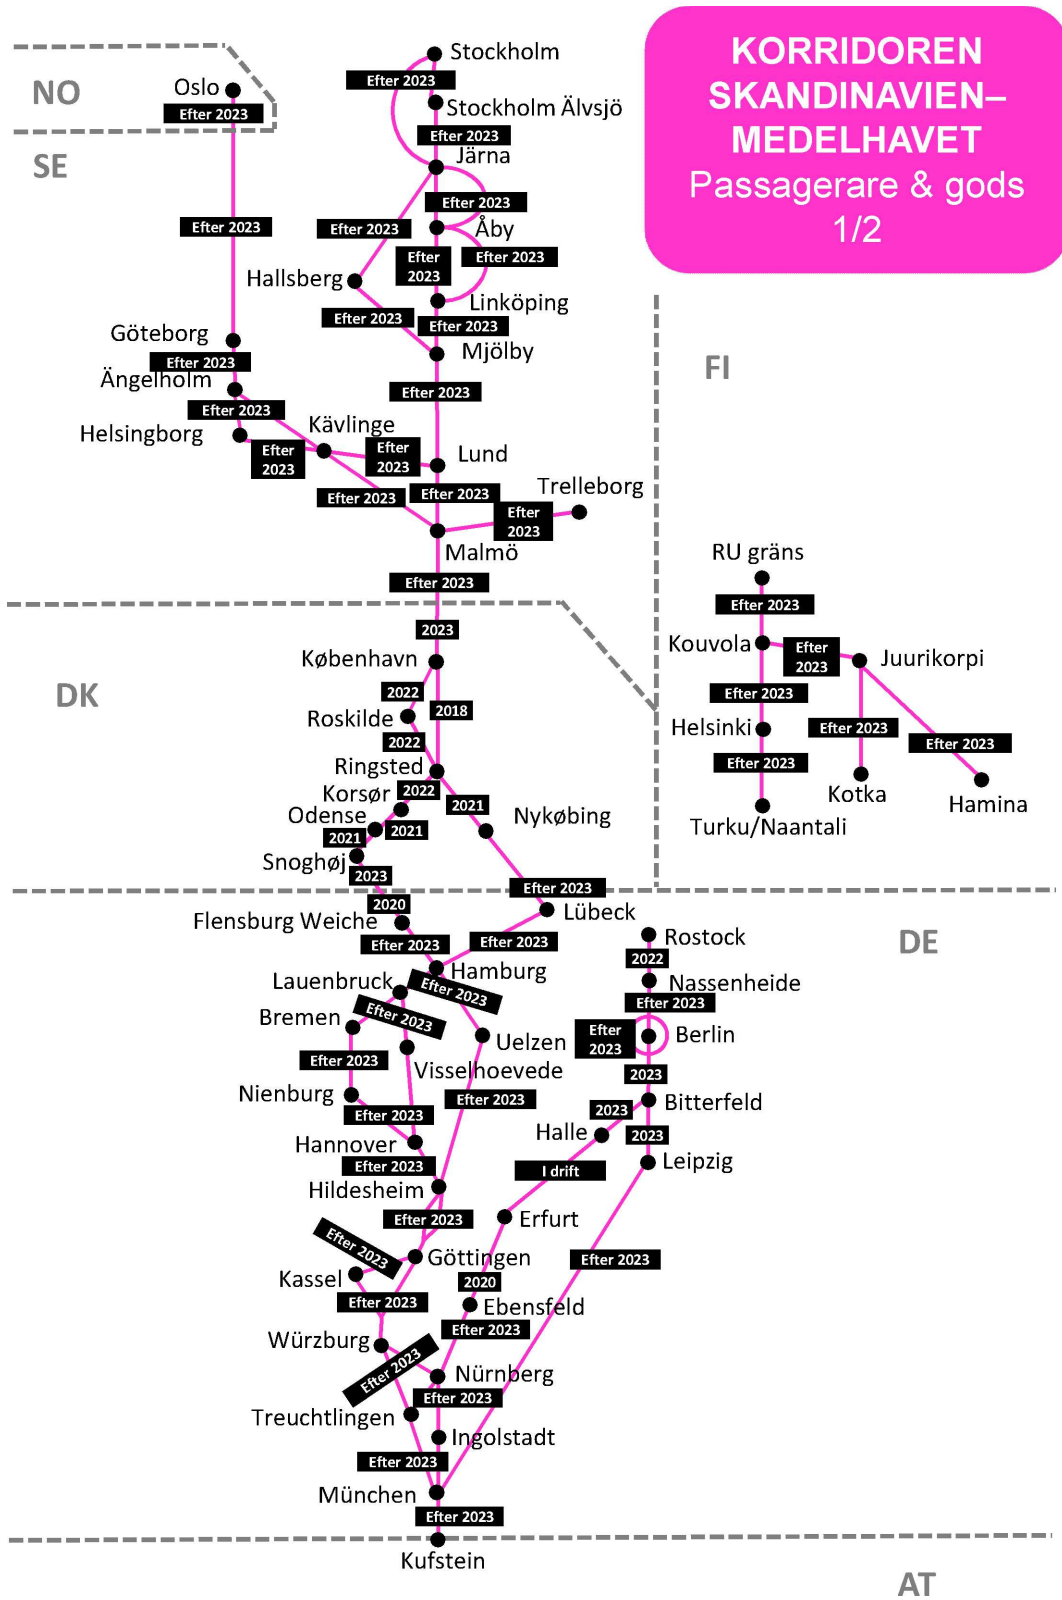 KORRIDOREN
SKANDINAVIEN–
MEDELHAVET
Passagerare & gods
1/2
NO
Oslo
Efter 2023
SE
Efter 2023
Göteborg
Efter 2023
Ängelholm
Efter 2023
Helsingborg
Efter
2023
Kävlinge
Efter
2023
Efter 2023
Stockholm
Efter 2023
Stockholm Älvsjö
Efter 2023
Järna
Efter 2023
Efter 2023
Åby
Efter
2023
Efter 2023
Hallsberg
Linköping
Efter 2023
Efter 2023
Mjölby
Efter 2023
Lund
Efter 2023
Trelleborg
Efter
2023
Malmö
Efter 2023
FI
RU gräns
Efter 2023
Kouvola
Efter
2023
Juurikorpi
Efter 2023
Helsinki
Efter 2023
Efter 2023
Efter 2023
Kotka
Hamina
Turku/Naantali
DK
2023
København
2022
2018
Roskilde
2022
Ringsted
2022
Korsør
2021
Odense
2021
2021
Nykøbing
Snoghøj
2023
Efter 2023
DE
2020
Flensburg Weiche
Lübeck
Efter 2023
Efter 2023
Hamburg
Lauenbruck
Efter 2023
Efter 2023
Bremen
Uelzen
Efter 2023
Visselhoevede
Nienburg
Efter 2023
Efter 2023
Hannover
Efter 2023
Hildesheim
Efter 2023
Efter 2023
Göttingen
Kassel
Efter 2023
Würzburg
Efter 2023
Nürnberg
Efter 2023
Treuchtlingen
Ingolstadt
Efter 2023
München
Efter 2023
Kufstein
Rostock
2022
Nassenheide
Efter 2023
Efter
2023
Berlin
2023
Bitterfeld
2023
2023
Halle
Leipzig
I drift
Erfurt
Efter 2023
2020
Ebensfeld
Efter 2023
AT